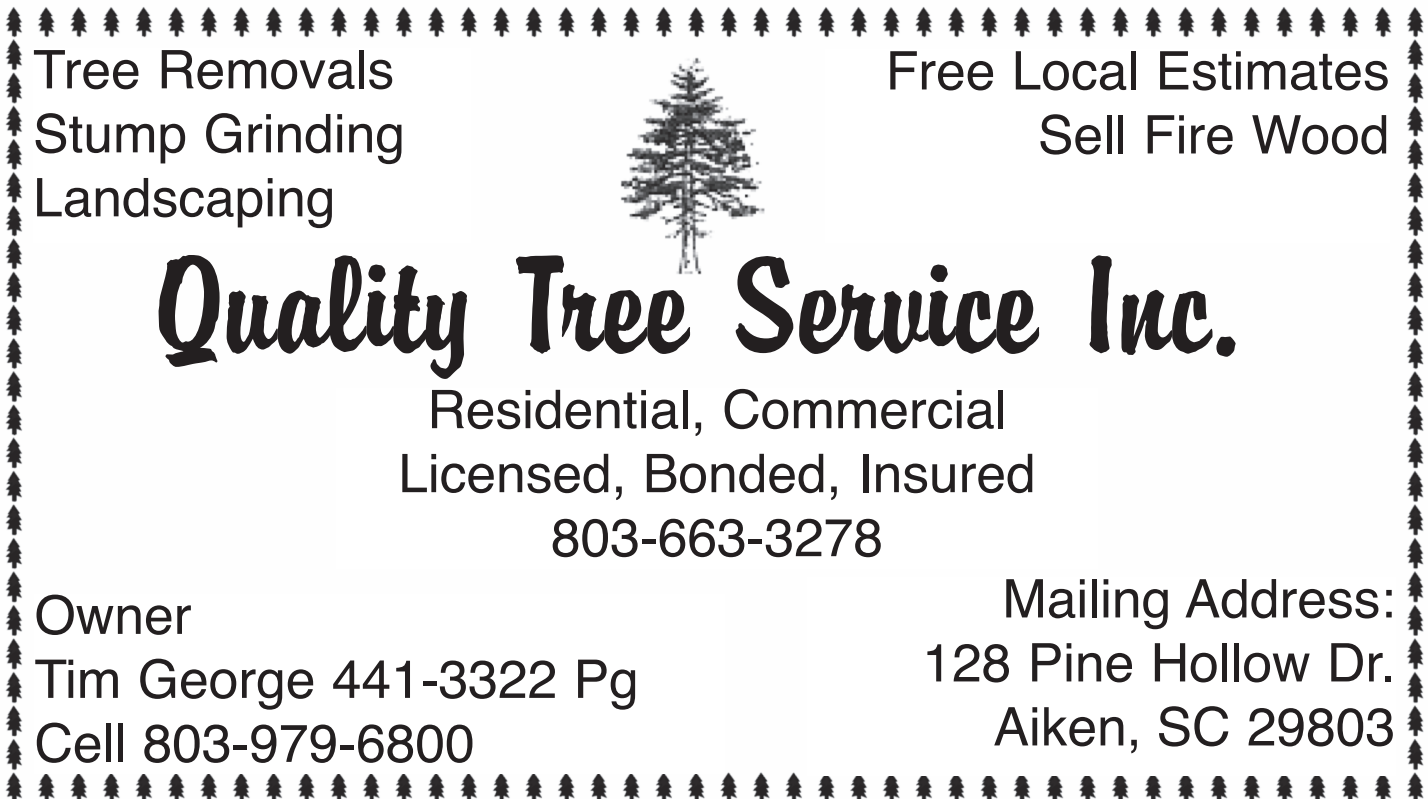 Tree Removals
Stump Grinding
Landscaping
Free Local Estimates
Sell Fire Wood
Quality Tree Service Inc.
Residential, Commercial
Licensed, Bonded, Insured
803-663-3278
Owner
Tim George 441-3322 Pg
Cell 803-979-6800
Mailing Address:
128 Pine Hollow Dr.
Aiken, SC 29803